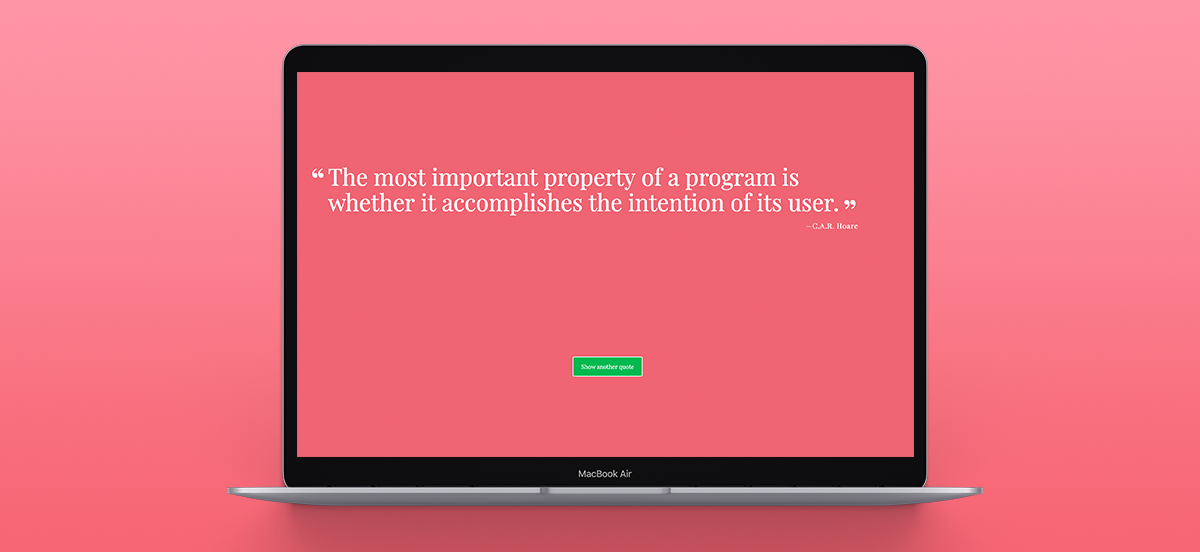 “ The most important property of a program is
whether it accomplishes the intention of its user. ”
—C.A.R. Hoare
Show another quote
MacBook Air